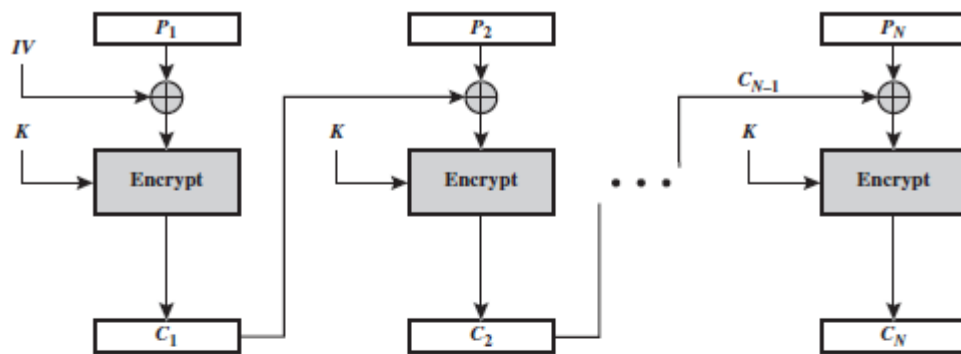 P1 P2 PN
IV
CN–1
K K K
Encrypt Encrypt Encrypt
C1 C2 CN